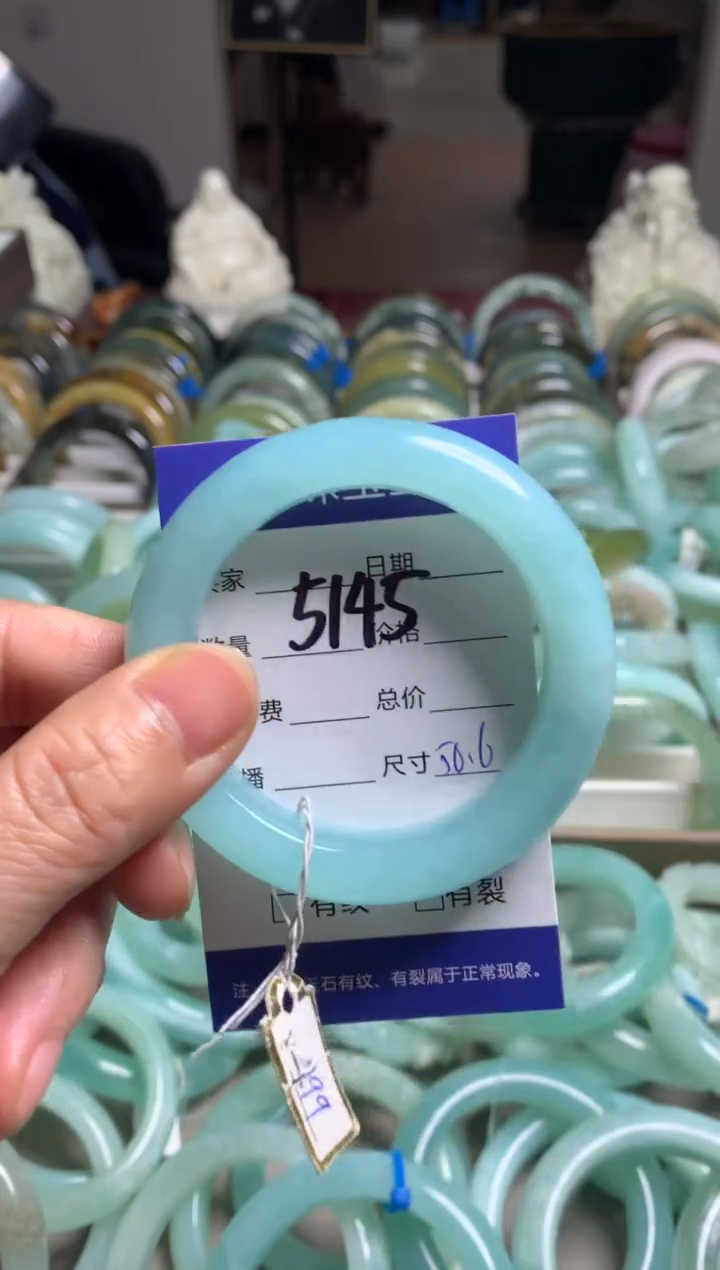 家 日期
5145
数量 价格
费 总价
播 尺寸 50.6
有纹 有裂
注 玉石有纹、有裂属于正常现象。